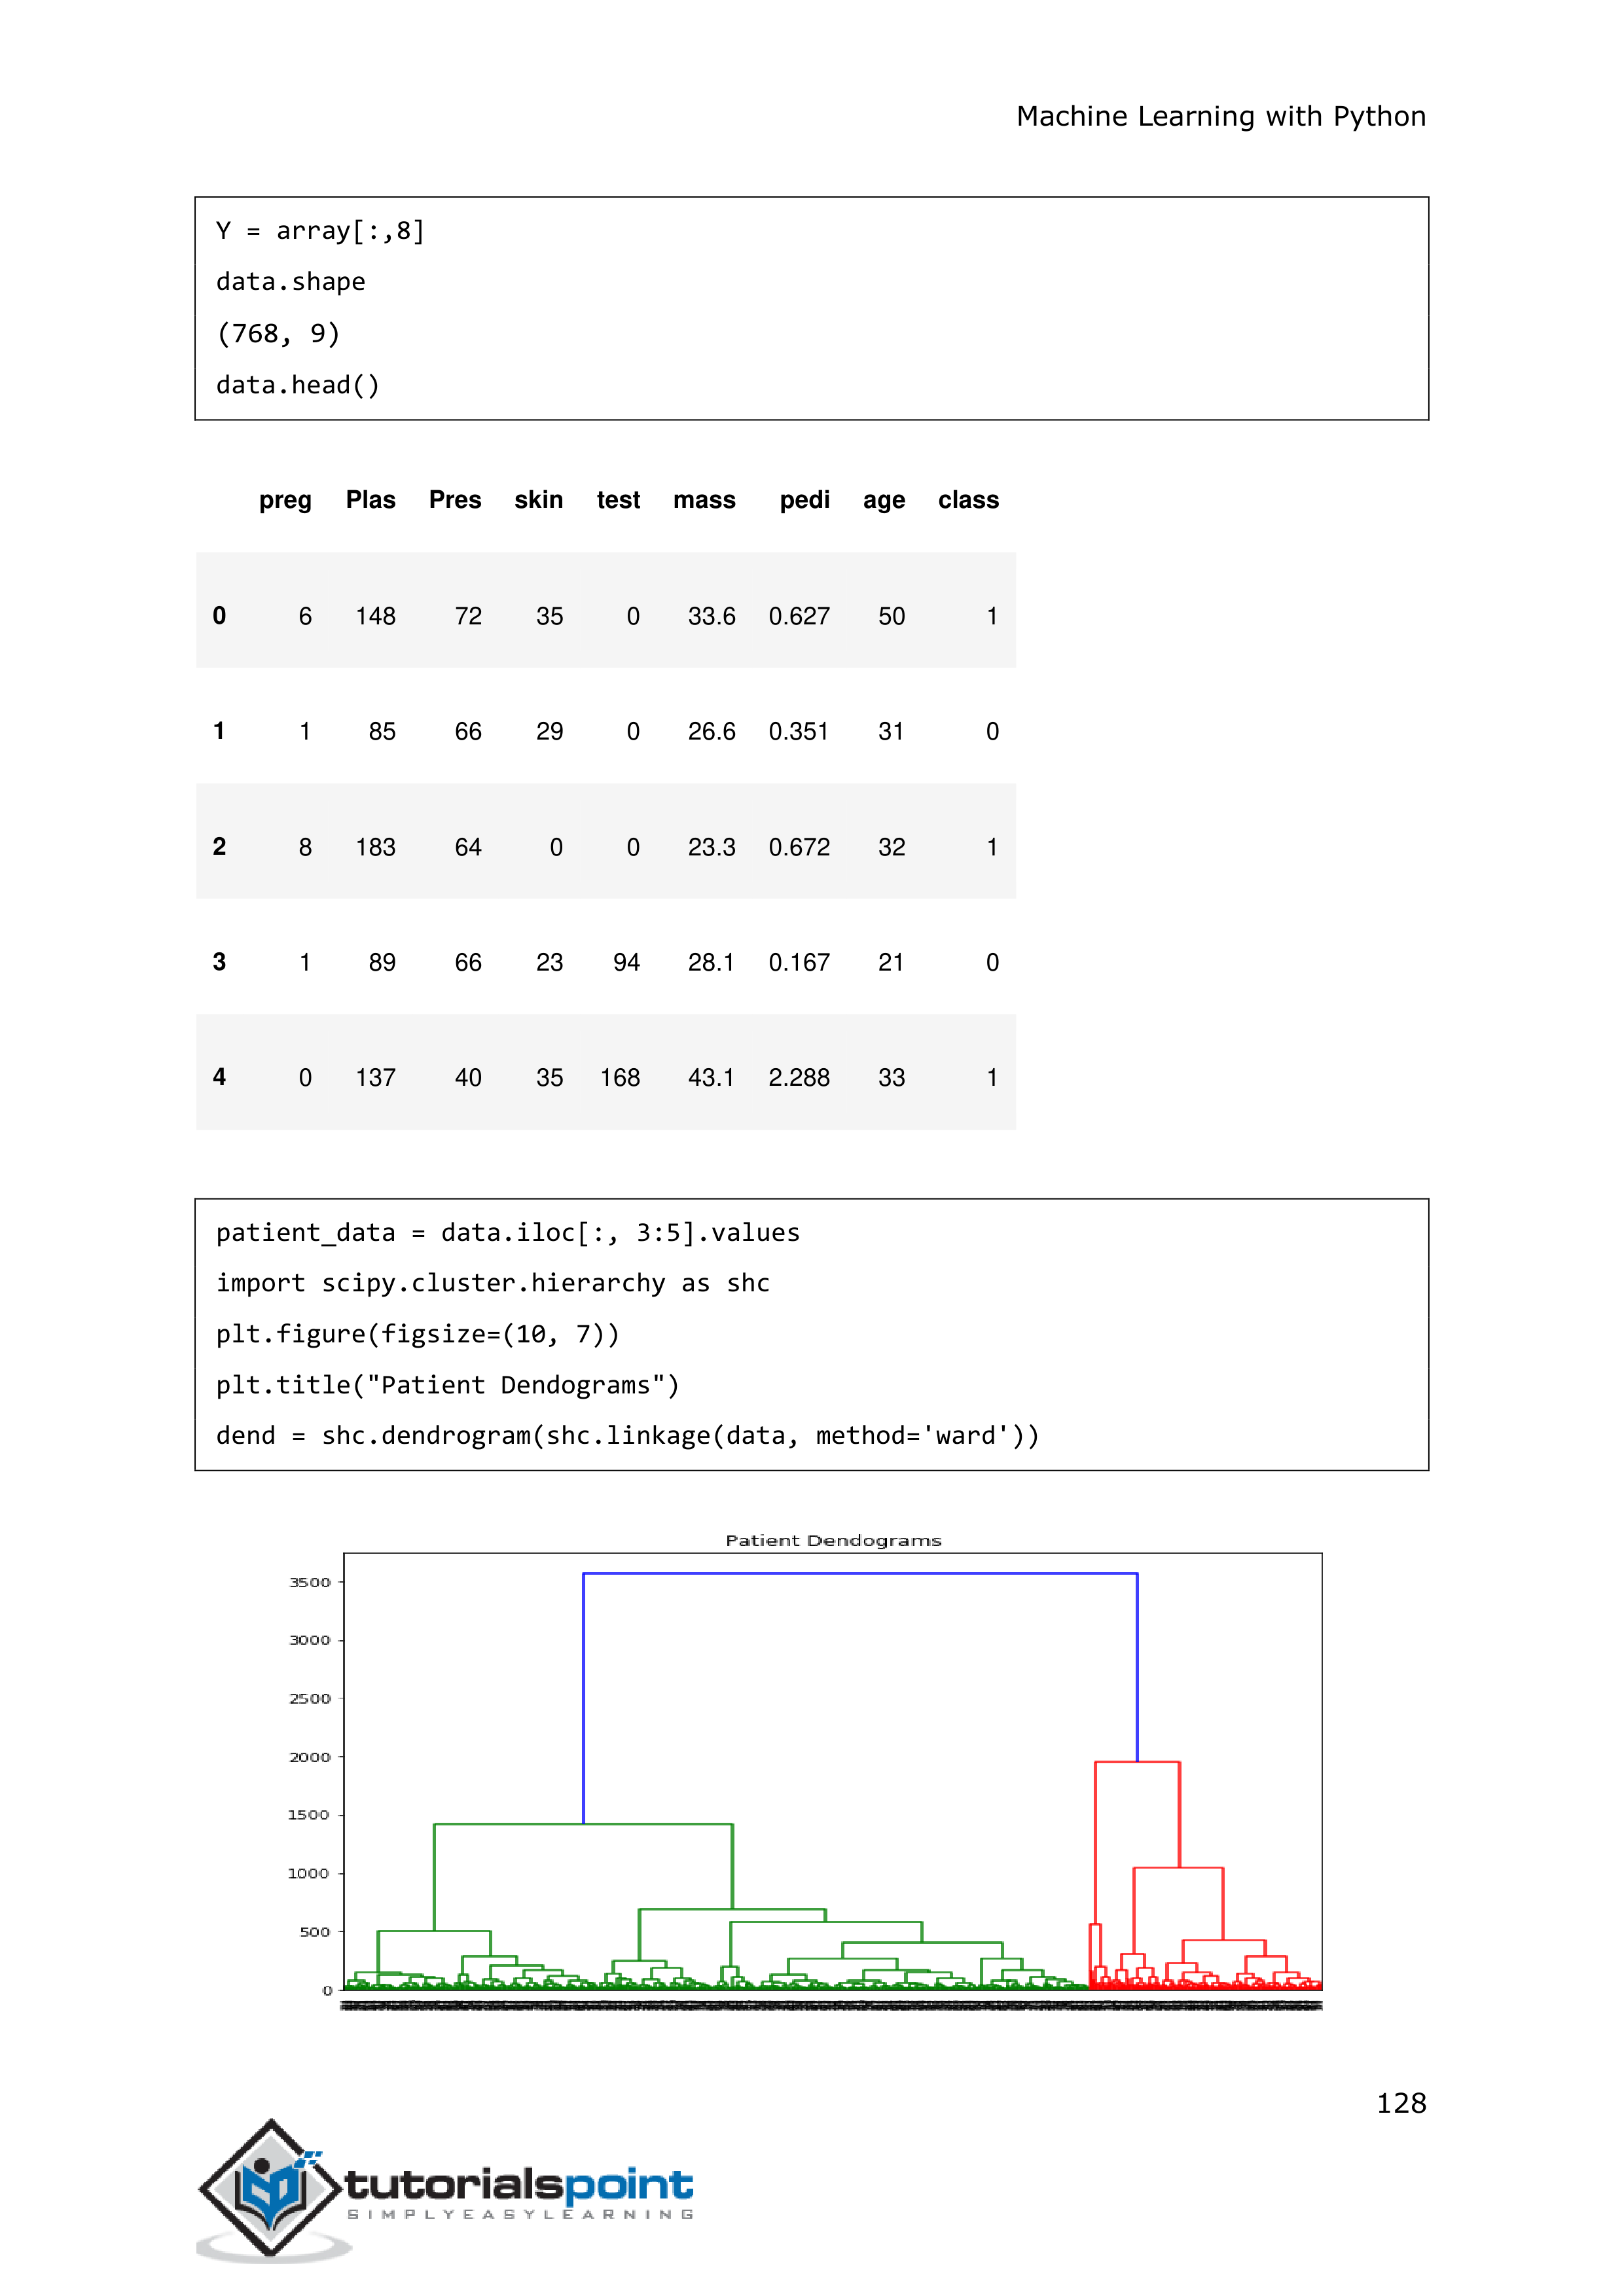 Machine Learning with Python
Y = array[:,8]
data.shape
(768, 9)
data.head()
preg Plas Pres skin test mass pedi age class
0 6 148 72 35 0 33.6 0.627 50 1
1 1 85 66 29 0 26.6 0.351 31 0
2 8 183 64 0 0 23.3 0.672 32 1
3 1 89 66 23 94 28.1 0.167 21 0
4 0 137 40 35 168 43.1 2.288 33 1
patient_data = data.iloc[:, 3:5].values
import scipy.cluster.hierarchy as shc
plt.figure(figsize=(10, 7))
plt.title("Patient Dendograms")
dend = shc.dendrogram(shc.linkage(data, method='ward'))
Patient Dendograms
3500
3000
2500
2000
1500
1000
500
0
128
tutorialspoint
SIMPLYEASYLEARNING